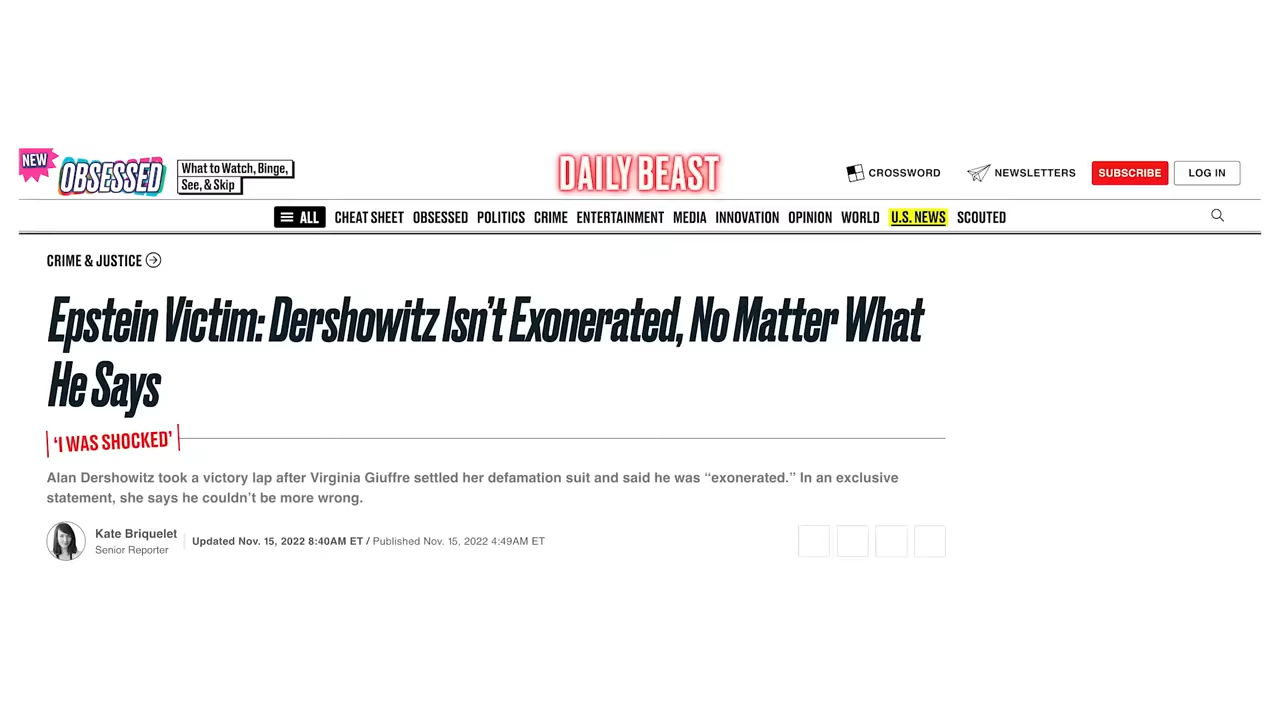 NEW
OBSESSED
What to Watch, Binge,
See, & Skip
DAILY BEAST
CROSSWORD
NEWSLETTERS
SUBSCRIBE
LOG IN
ALL CHEAT SHEET OBSESSED POLITICS CRIME ENTERTAINMENT MEDIA INNOVATION OPINION WORLD U.S. NEWS SCOUTED
CRIME & JUSTICE
Epstein Victim: Dershowitz Isn’t Exonerated, No Matter What
He Says
‘I WAS SHOCKED’
Alan Dershowitz took a victory lap after Virginia Giuffre settled her defamation suit and said he was “exonerated.” In an exclusive
statement, she says he couldn’t be more wrong.
Kate Briquelet
Senior Reporter
Updated Nov. 15, 2022 8:40AM ET / Published Nov. 15, 2022 4:49AM ET